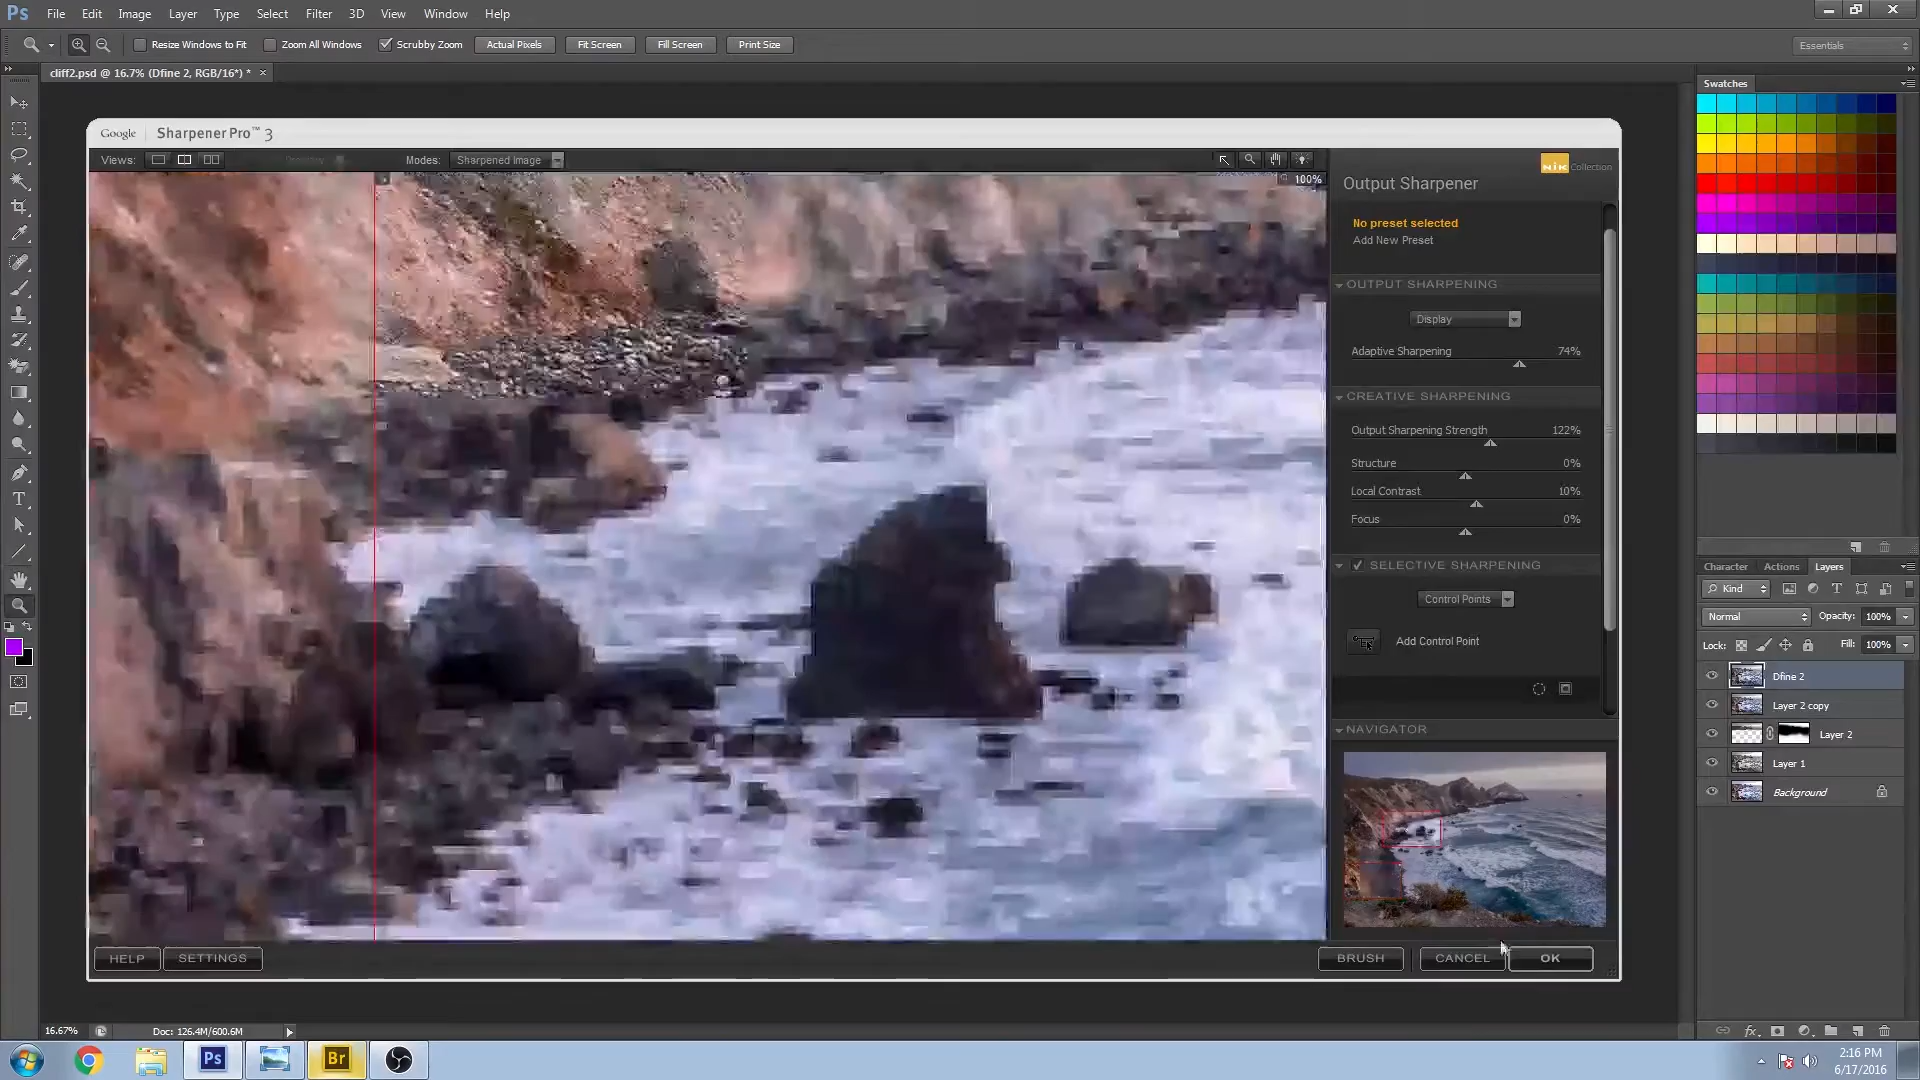 Ps File Edit Image Layer Type Select Filter 3D View Window Help
Resize Windows to Fit Zoom All Windows Scrubby Zoom Actual Pixels Fit Screen Fill Screen Print Size Essentials
cliff2.psd @ 16.7% (Dfine 2, RGB/16*) * ×
Swatches
Google Sharpener Pro™ 3
Views: Modes: Sharpened Image
100%
nik Collection
Output Sharpener
No preset selected
Add New Preset
OUTPUT SHARPENING
Display
Adaptive Sharpening 74%
CREATIVE SHARPENING
Output Sharpening Strength 122%
Structure 0%
Local Contrast 10%
Focus 0%
SELECTIVE SHARPENING
Control Points
Add Control Point
NAVIGATOR
HELP SETTINGS BRUSH CANCEL OK
Character Actions Layers
Kind
Normal Opacity: 100%
Lock: Fill: 100%
Dfine 2
Layer 2 copy
Layer 2
Layer 1
Background
16.67% Doc: 126.4M/600.6M
fx
Ps Br
2:16 PM
6/17/2016